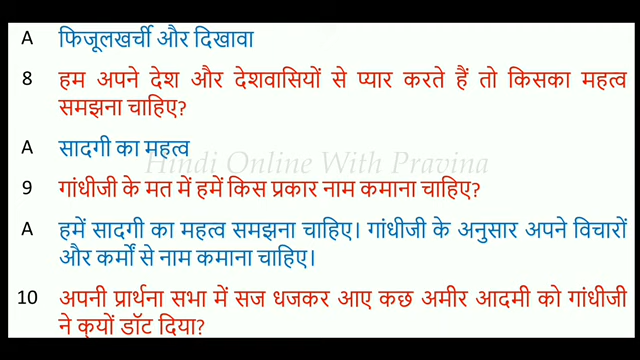 A फिजूलखर्ची और दिखावा
8 हम अपने देश और देशवासियों से प्यार करते हैं तो किसका महत्व
समझना चाहिए?
A सादगी का महत्व
Hindi Online With Pravina
9 गांधीजी के मत में हमें किस प्रकार नाम कमाना चाहिए?
A हमें सादगी का महत्व समझना चाहिए। गांधीजी के अनुसार अपने विचारों
और कर्मों से नाम कमाना चाहिए।
10 अपनी प्रार्थना सभा में सज धजकर आए कछ अमीर आदमी को गांधीजी
ने क्यों डॉट दिया?